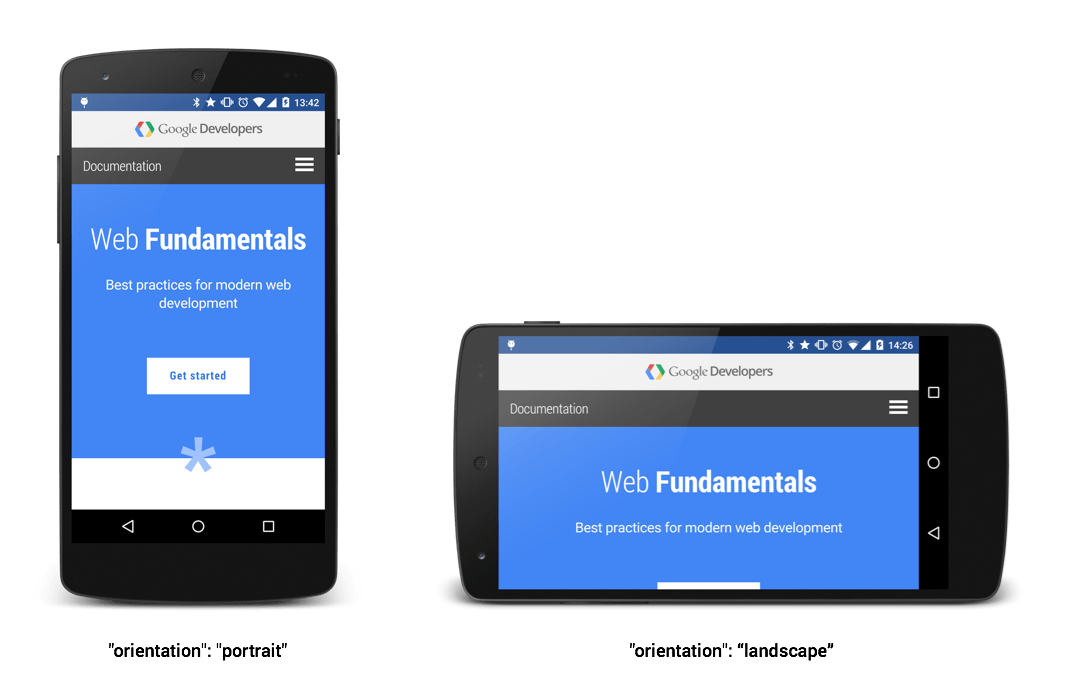 13:42
Google Developers
Documentation
Web Fundamentals
Best practices for modern web
development
Get started
*
"orientation": "portrait"
14:26
Google Developers
Documentation
Web Fundamentals
Best practices for modern web development
"orientation": “landscape”